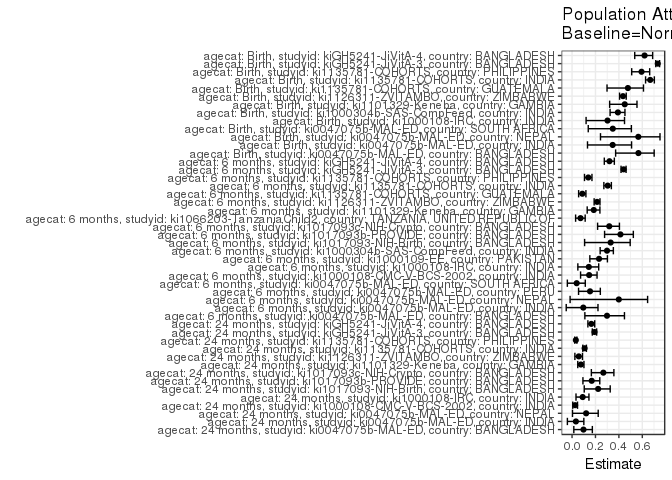 Population Att
Baseline=Nor
agecat: Birth, studyid: kiGH5241-JiVitA-4, country: BANGLADESH
agecat: Birth, studyid: kiGH5241-JiVitA-3, country: BANGLADESH
agecat: Birth, studyid: ki1135781-COHORTS, country: PHILIPPINES
agecat: Birth, studyid: ki1135781-COHORTS, country: INDIA
agecat: Birth, studyid: ki1135781-COHORTS, country: GUATEMALA
agecat: Birth, studyid: ki1126311-ZVITAMBO, country: ZIMBABWE
agecat: Birth, studyid: ki1101329-Keneba, country: GAMBIA
agecat: Birth, studyid: ki1000304b-SAS-CompFeed, country: INDIA
agecat: Birth, studyid: ki1000108-IRC, country: INDIA
agecat: Birth, studyid: ki0047075b-MAL-ED, country: SOUTH AFRICA
agecat: Birth, studyid: ki0047075b-MAL-ED, country: NEPAL
agecat: Birth, studyid: ki0047075b-MAL-ED, country: INDIA
agecat: Birth, studyid: ki0047075b-MAL-ED, country: BANGLADESH
agecat: 6 months, studyid: kiGH5241-JiVitA-4, country: BANGLADESH
agecat: 6 months, studyid: kiGH5241-JiVitA-3, country: BANGLADESH
agecat: 6 months, studyid: ki1135781-COHORTS, country: PHILIPPINES
agecat: 6 months, studyid: ki1135781-COHORTS, country: INDIA
agecat: 6 months, studyid: ki1135781-COHORTS, country: GUATEMALA
agecat: 6 months, studyid: ki1126311-ZVITAMBO, country: ZIMBABWE
agecat: 6 months, studyid: ki1101329-Keneba, country: GAMBIA
agecat: 6 months, studyid: ki1066203-TanzaniaChild2, country: TANZANIA, UNITED REPUBLIC OF
agecat: 6 months, studyid: ki1017093c-NIH-Crypto, country: BANGLADESH
agecat: 6 months, studyid: ki1017093b-PROVIDE, country: BANGLADESH
agecat: 6 months, studyid: ki1017093-NIH-Birth, country: BANGLADESH
agecat: 6 months, studyid: ki1000304b-SAS-CompFeed, country: INDIA
agecat: 6 months, studyid: ki1000109-EE, country: PAKISTAN
agecat: 6 months, studyid: ki1000108-IRC, country: INDIA
agecat: 6 months, studyid: ki1000108-CMC-V-BCS-2002, country: INDIA
agecat: 6 months, studyid: ki0047075b-MAL-ED, country: SOUTH AFRICA
agecat: 6 months, studyid: ki0047075b-MAL-ED, country: PERU
agecat: 6 months, studyid: ki0047075b-MAL-ED, country: NEPAL
agecat: 6 months, studyid: ki0047075b-MAL-ED, country: INDIA
agecat: 6 months, studyid: ki0047075b-MAL-ED, country: BANGLADESH
agecat: 24 months, studyid: kiGH5241-JiVitA-4, country: BANGLADESH
agecat: 24 months, studyid: kiGH5241-JiVitA-3, country: BANGLADESH
agecat: 24 months, studyid: ki1135781-COHORTS, country: PHILIPPINES
agecat: 24 months, studyid: ki1135781-COHORTS, country: INDIA
agecat: 24 months, studyid: ki1126311-ZVITAMBO, country: ZIMBABWE
agecat: 24 months, studyid: ki1101329-Keneba, country: GAMBIA
agecat: 24 months, studyid: ki1017093c-NIH-Crypto, country: BANGLADESH
agecat: 24 months, studyid: ki1017093b-PROVIDE, country: BANGLADESH
agecat: 24 months, studyid: ki1017093-NIH-Birth, country: BANGLADESH
agecat: 24 months, studyid: ki1000108-IRC, country: INDIA
agecat: 24 months, studyid: ki1000108-CMC-V-BCS-2002, country: INDIA
agecat: 24 months, studyid: ki0047075b-MAL-ED, country: NEPAL
agecat: 24 months, studyid: ki0047075b-MAL-ED, country: INDIA
agecat: 24 months, studyid: ki0047075b-MAL-ED, country: BANGLADESH
0.0 0.2 0.4 0.6
Estimate